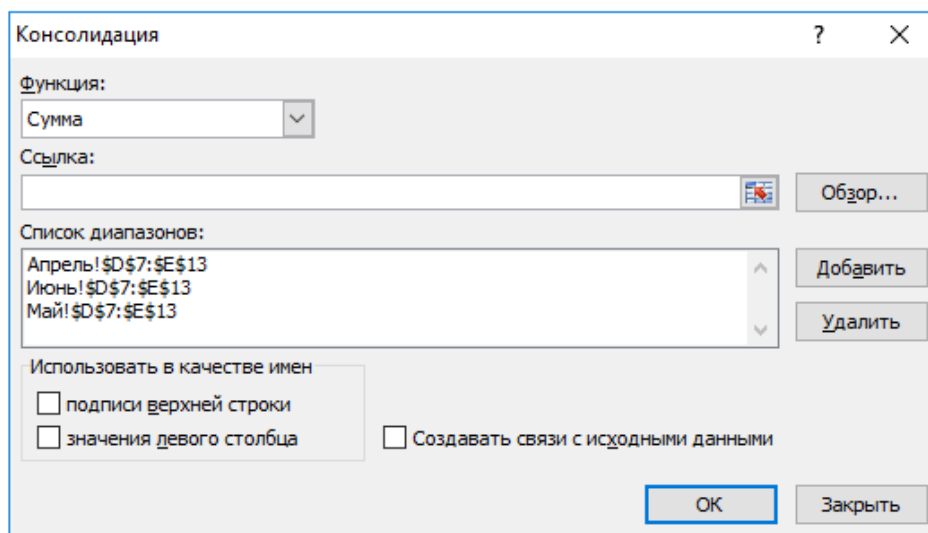 Консолидация
Функция:
Сумма
Ссылка:
Обзор...
Список диапазонов:
Апрель!$D$7:$E$13
Июнь!$D$7:$E$13
Май!$D$7:$E$13
Добавить
Удалить
Использовать в качестве имен
подписи верхней строки
значения левого столбца
Создавать связи с исходными данными
ОК
Закрыть